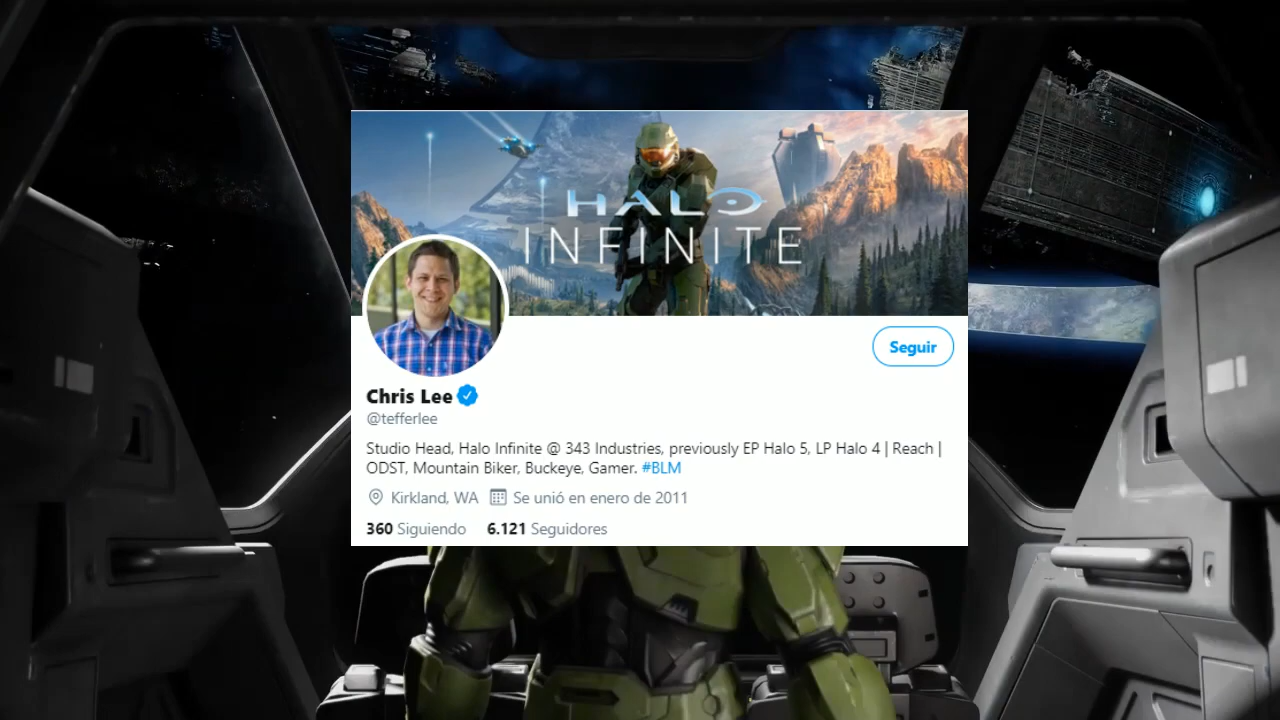 HALO
INFINITE
Seguir
Chris Lee
@tefferlee
Studio Head, Halo Infinite @ 343 Industries, previously EP Halo 5, LP Halo 4 | Reach |
ODST, Mountain Biker, Buckeye, Gamer. #BLM
Kirkland, WA Se unió en enero de 2011
360 Siguiendo 6.121 Seguidores